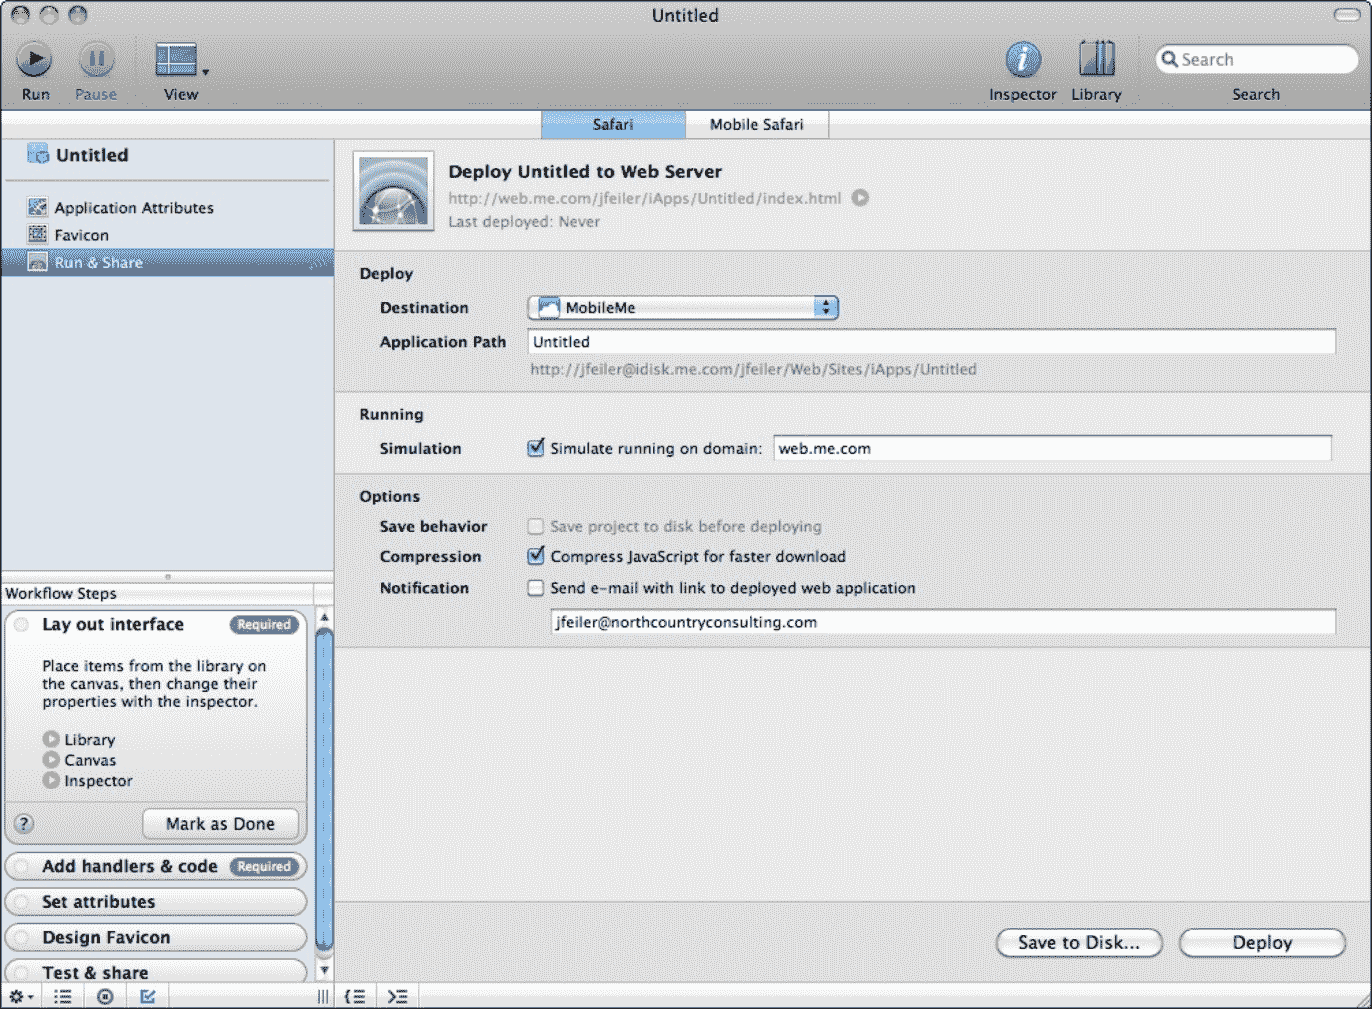 Untitled
Run
Pause
View
Inspector
Library
Search
Search
Safari
Mobile Safari
Untitled
Application Attributes
Favicon
Run & Share
Deploy Untitled to Web Server
http://web.me.com/jfeiler/iApps/Untitled/index.html
Last deployed: Never
Deploy
Destination
MobileMe
Application Path
Untitled
http://jfeiler@idisk.me.com/jfeiler/Web/Sites/iApps/Untitled
Running
Simulation
Simulate running on domain:
web.me.com
Options
Save behavior
Save project to disk before deploying
Compression
Compress JavaScript for faster download
Notification
Send e-mail with link to deployed web application
jfeiler@northcountryconsulting.com
Workflow Steps
Lay out interface
Required
Place items from the library on
the canvas, then change their
properties with the inspector.
Library
Canvas
Inspector
?
Mark as Done
Add handlers & code
Required
Set attributes
Design Favicon
Test & share
Save to Disk...
Deploy